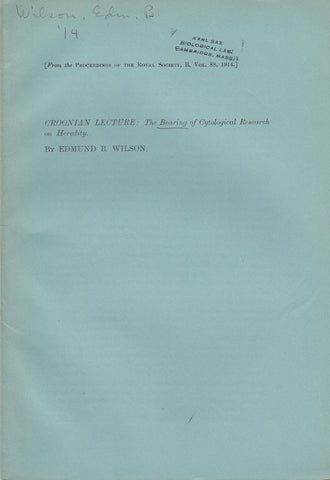 Wilson, Edm. B.
'14
KARL SAX
BIOLOGICAL LAB.
CAMBRIDGE, MASS.
[From the PROCEEDINGS OF THE ROYAL SOCIETY, B, VOL. 88, 1914.]
CROONIAN LECTURE: The Bearing of Cytological Research
on Heredity.
BY EDMUND B. WILSON.